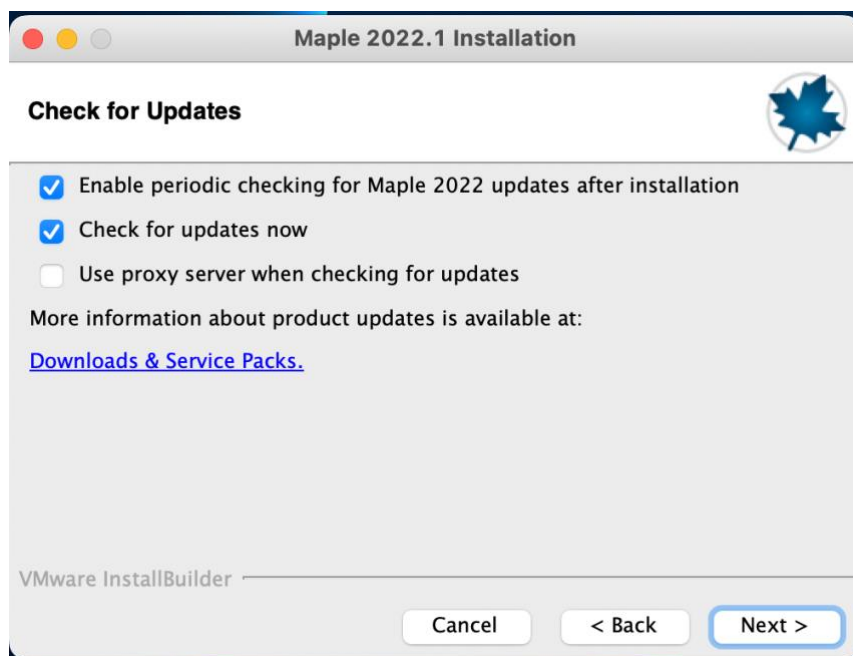 Maple 2022.1 Installation
Check for Updates
Enable periodic checking for Maple 2022 updates after installation
Check for updates now
Use proxy server when checking for updates
More information about product updates is available at:
Downloads & Service Packs.
VMware InstallBuilder
Cancel
< Back
Next >